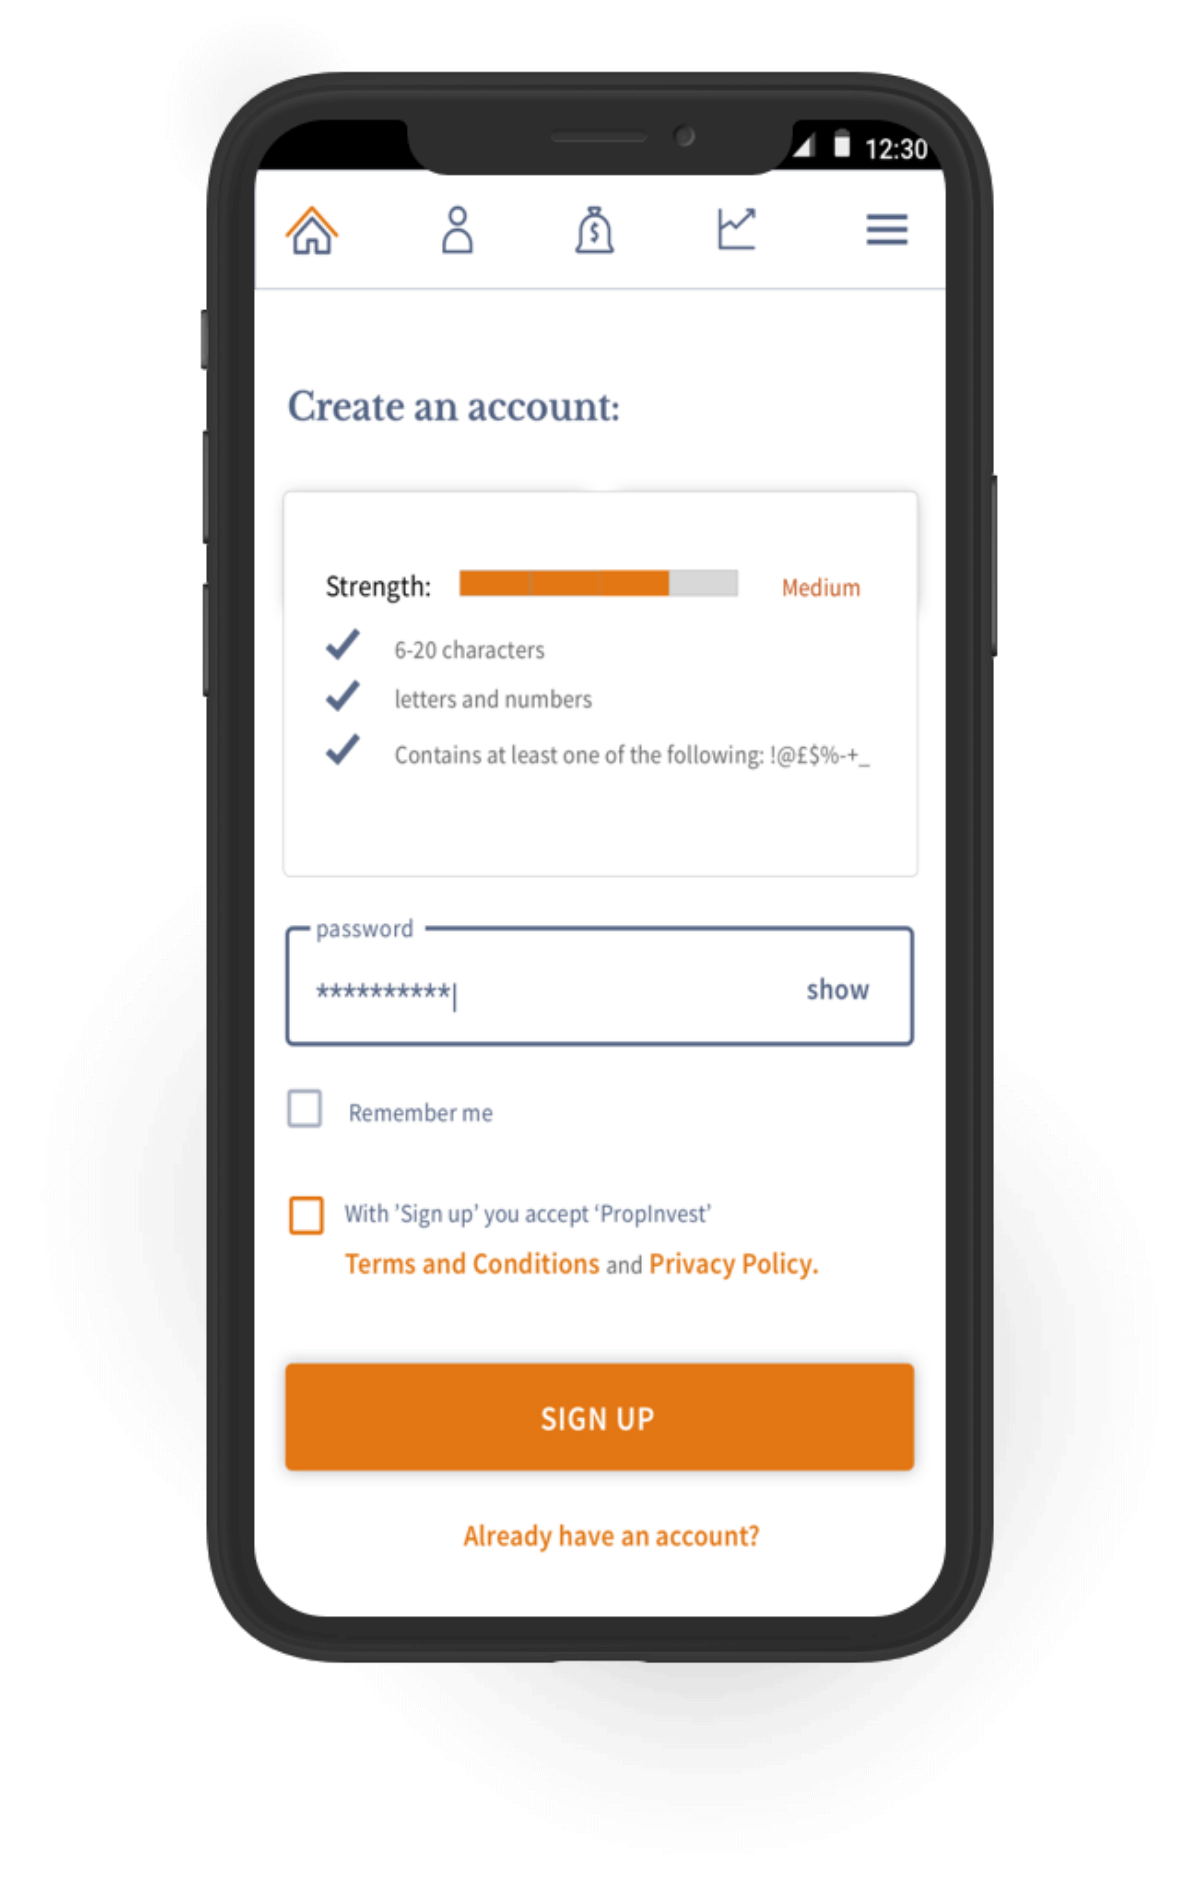 12:30
$
Create an account:
Strength: Medium
6-20 characters
letters and numbers
Contains at least one of the following: !@£$%-+_
password
**********| show
Remember me
With ’Sign up’ you accept ‘PropInvest’
Terms and Conditions and Privacy Policy.
SIGN UP
Already have an account?